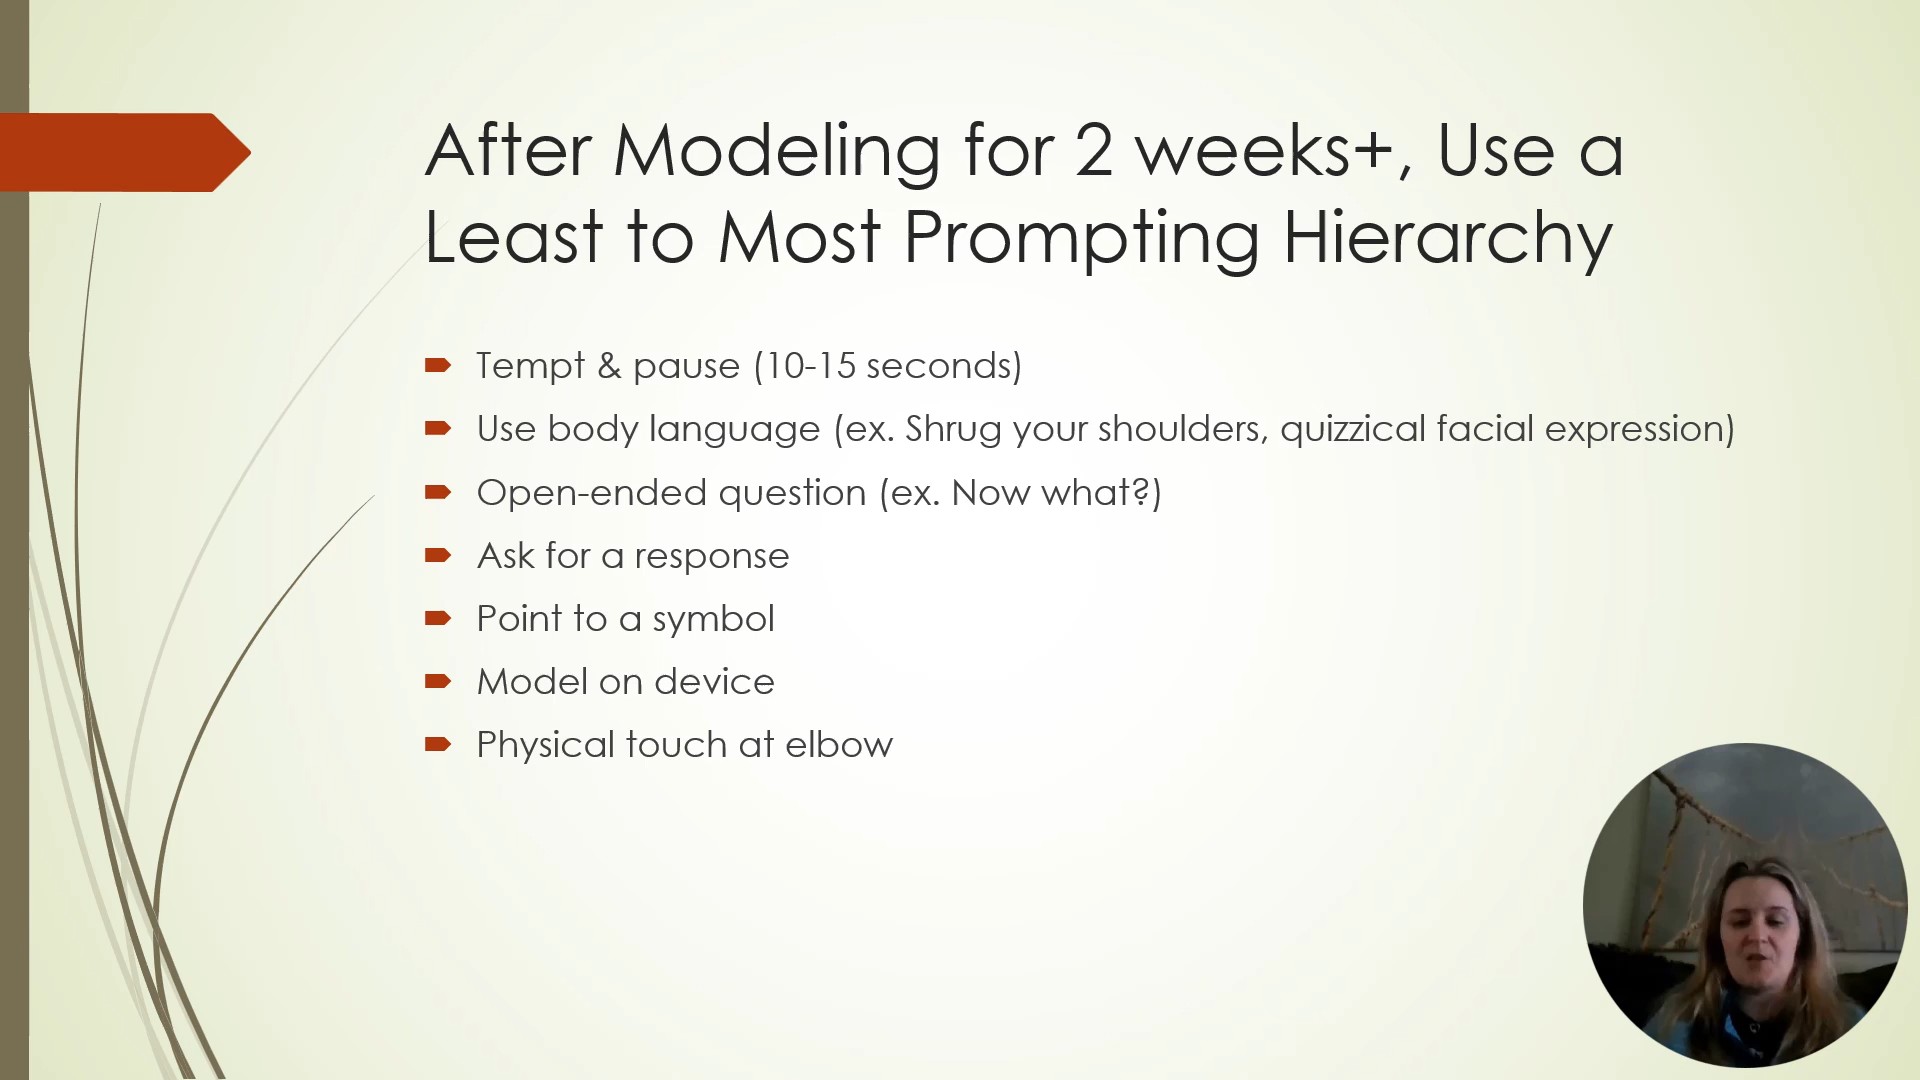 After Modeling for 2 weeks+, Use a
Least to Most Prompting Hierarchy
Tempt & pause (10-15 seconds)
Use body language (ex. Shrug your shoulders, quizzical facial expression)
Open-ended question (ex. Now what?)
Ask for a response
Point to a symbol
Model on device
Physical touch at elbow